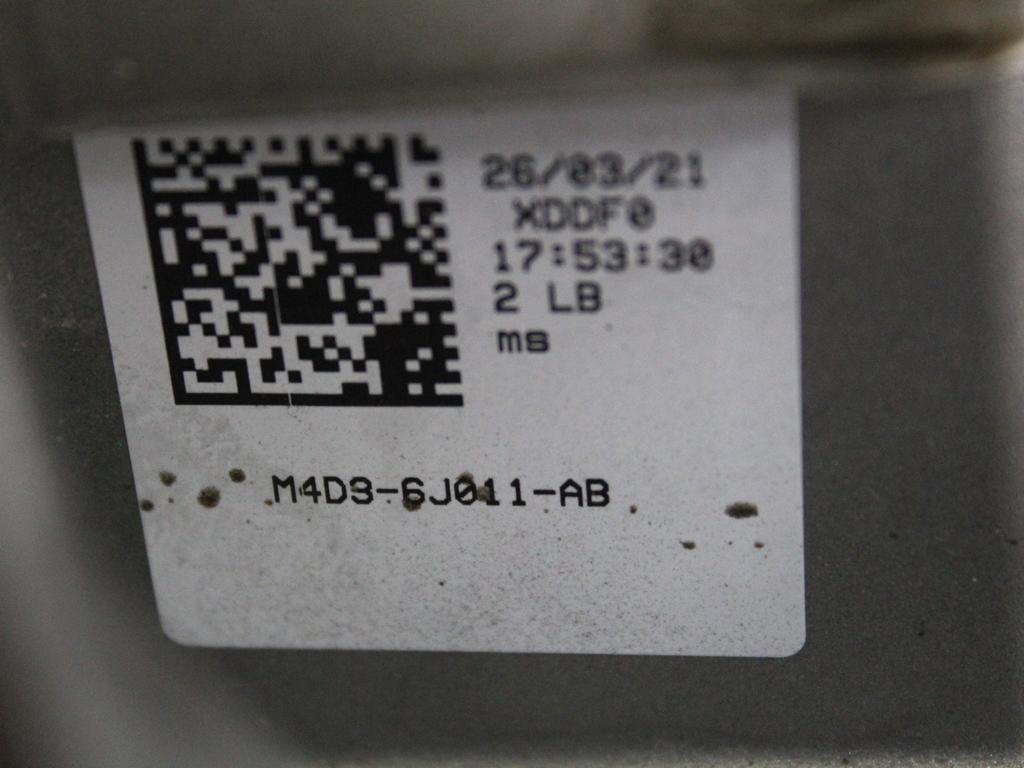 26/03/21
XDDF0
17:53:30
2 LB
ms
M4D3-6J011-AB